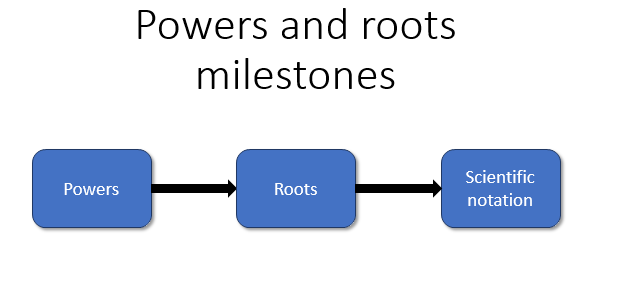 Powers and roots
milestones
Powers
Roots
Scientific
notation